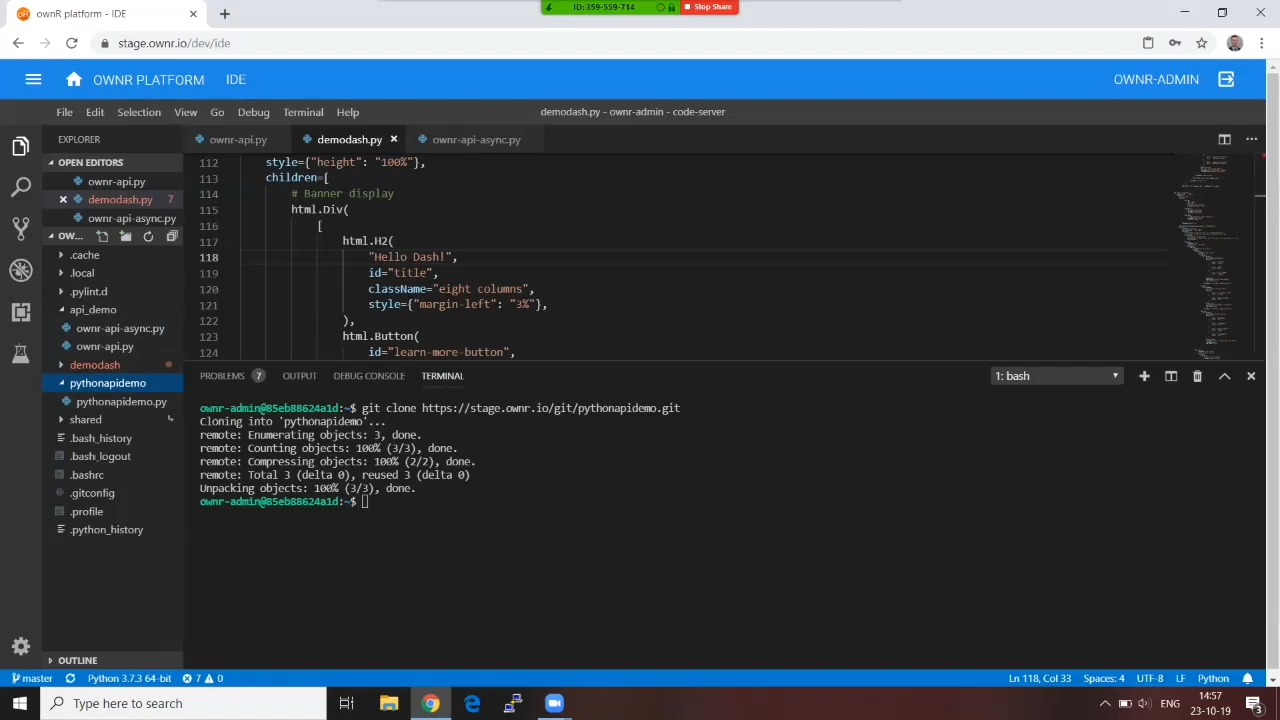 ownR platform - IDE
ID: 359-559-714
Stop Share
stage.ownr.io/dev/ide
OWNR PLATFORM IDE
OWNR-ADMIN
File Edit Selection View Go Debug Terminal Help
demodash.py - ownr-admin - code-server
EXPLORER
ownr-api.py
demodash.py
ownr-api-async.py
OPEN EDITORS
ownr-api.py
demodash.py 7
ownr-api-async.py
OW...
.cache
.local
.pylint.d
api_demo
ownr-api-async.py
ownr-api.py
demodash
pythonapidemo
pythonapidemo.py
shared
.bash_history
.bash_logout
.bashrc
.gitconfig
.profile
.python_history
OUTLINE
112 style={"height": "100%"},
113 children=[
114 # Banner display
115 html.Div(
116 [
117 html.H2(
118 "Hello Dash!",
119 id="title",
120 className="eight columns",
121 style={"margin-left": "3%"},
122 ),
123 html.Button(
124 id="learn-more-button",
PROBLEMS 7 OUTPUT DEBUG CONSOLE TERMINAL
1: bash
ownr-admin@85eb88624a1d:~$ git clone https://stage.ownr.io/git/pythonapidemo.git
Cloning into 'pythonapidemo'...
remote: Enumerating objects: 3, done.
remote: Counting objects: 100% (3/3), done.
remote: Compressing objects: 100% (2/2), done.
remote: Total 3 (delta 0), reused 3 (delta 0)
Unpacking objects: 100% (3/3), done.
ownr-admin@85eb88624a1d:~$
master Python 3.7.3 64-bit 7 0
Ln 118, Col 33 Spaces: 4 UTF-8 LF Python
Type here to search
ENG
14:57
23-10-19
3